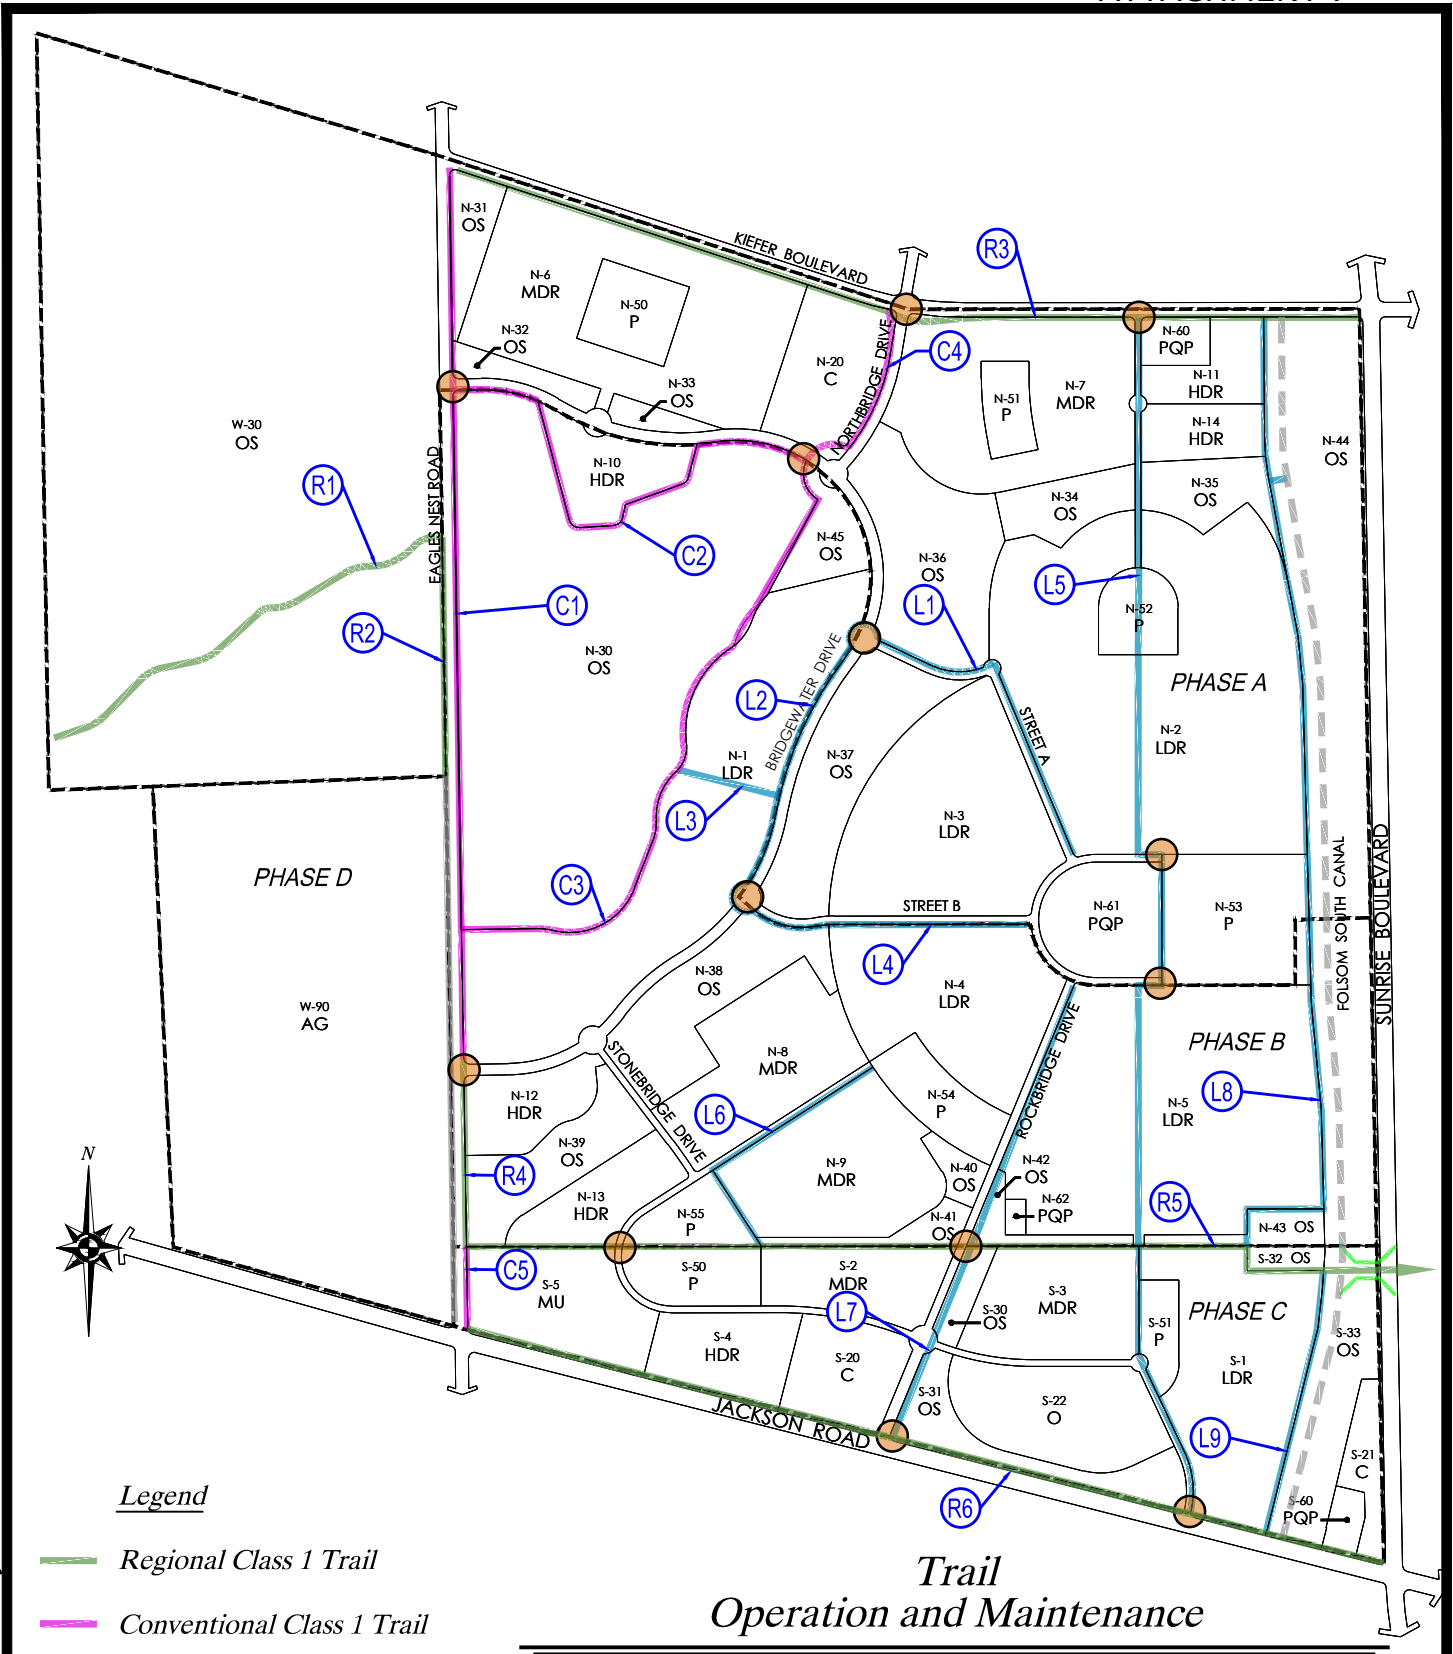 KIEFER BOULEVARD
R3
N-31
OS
N-6
MDR
N-50
P
N-32
OS
N-33
OS
N-20
C
NORTHBRIDGE DRIVE
C4
N-60
PQP
N-11
HDR
N-7
MDR
N-51
P
N-14
HDR
N-44
OS
W-30
OS
EAGLES NEST ROAD
N-10
HDR
R1
C2
N-45
OS
N-34
OS
N-35
OS
N-36
OS
L5
L1
C1
R2
N-52
P
N-30
OS
PHASE A
L2
BRIDGEWATER DRIVE
STREET A
N-2
LDR
N-1
LDR
N-37
OS
L3
N-3
LDR
PHASE D
C3
STREET B
N-61
PQP
N-53
P
FOLSOM SOUTH CANAL
SUNRISE BOULEVARD
L4
N-38
OS
N-4
LDR
W-90
AG
PHASE B
N-8
MDR
STONEBRIDGE DRIVE
ROCKBRIDGE DRIVE
N-12
HDR
L6
N-54
P
N-5
LDR
L8
N-39
OS
R4
N-9
MDR
N-40
OS
N-42
OS
N-62
PQP
R5
N
N-13
HDR
N-55
P
N-41
OS
N-43 OS
S-32 OS
C5
S-5
MU
S-50
P
S-2
MDR
L7
S-3
MDR
S-30
OS
PHASE C
S-51
P
S-33
OS
S-4
HDR
S-20
C
S-1
LDR
S-31
OS
S-22
O
JACKSON ROAD
L9
S-21
C
R6
S-60
PQP
Legend
Regional Class 1 Trail
Conventional Class 1 Trail
Trail
Operation and Maintenance